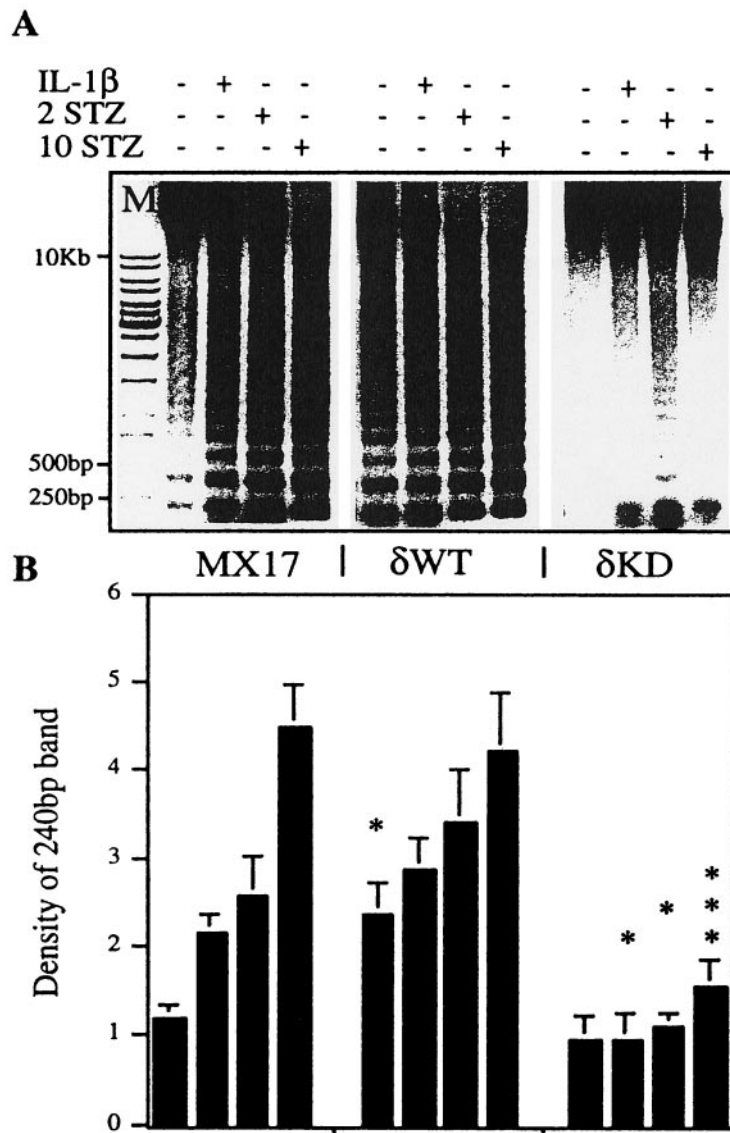 A
IL-1β - + - - - + - - - + - -
2 STZ - - + - - - + - - - + -
10 STZ - - - + - - - + - - - +
M
10Kb
500bp
250bp
B
MX17 | δWT | δKD
6
5
4
3
2
1
0
Density of 240bp band
*
*
*
*
*
*